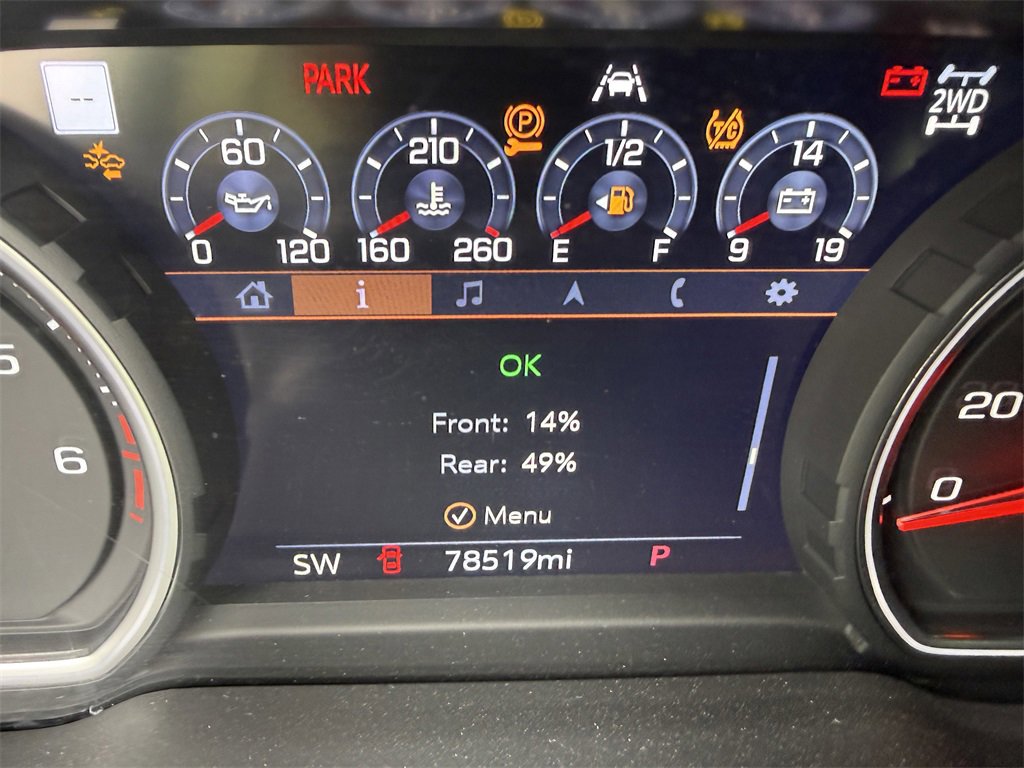 --
PARK
P
T/C
2WD
60
0 120
210
160 260
1/2
E F
14
9 19
i
OK
Front: 14%
Rear: 49%
Menu
SW 78519mi P
5
6
20
0